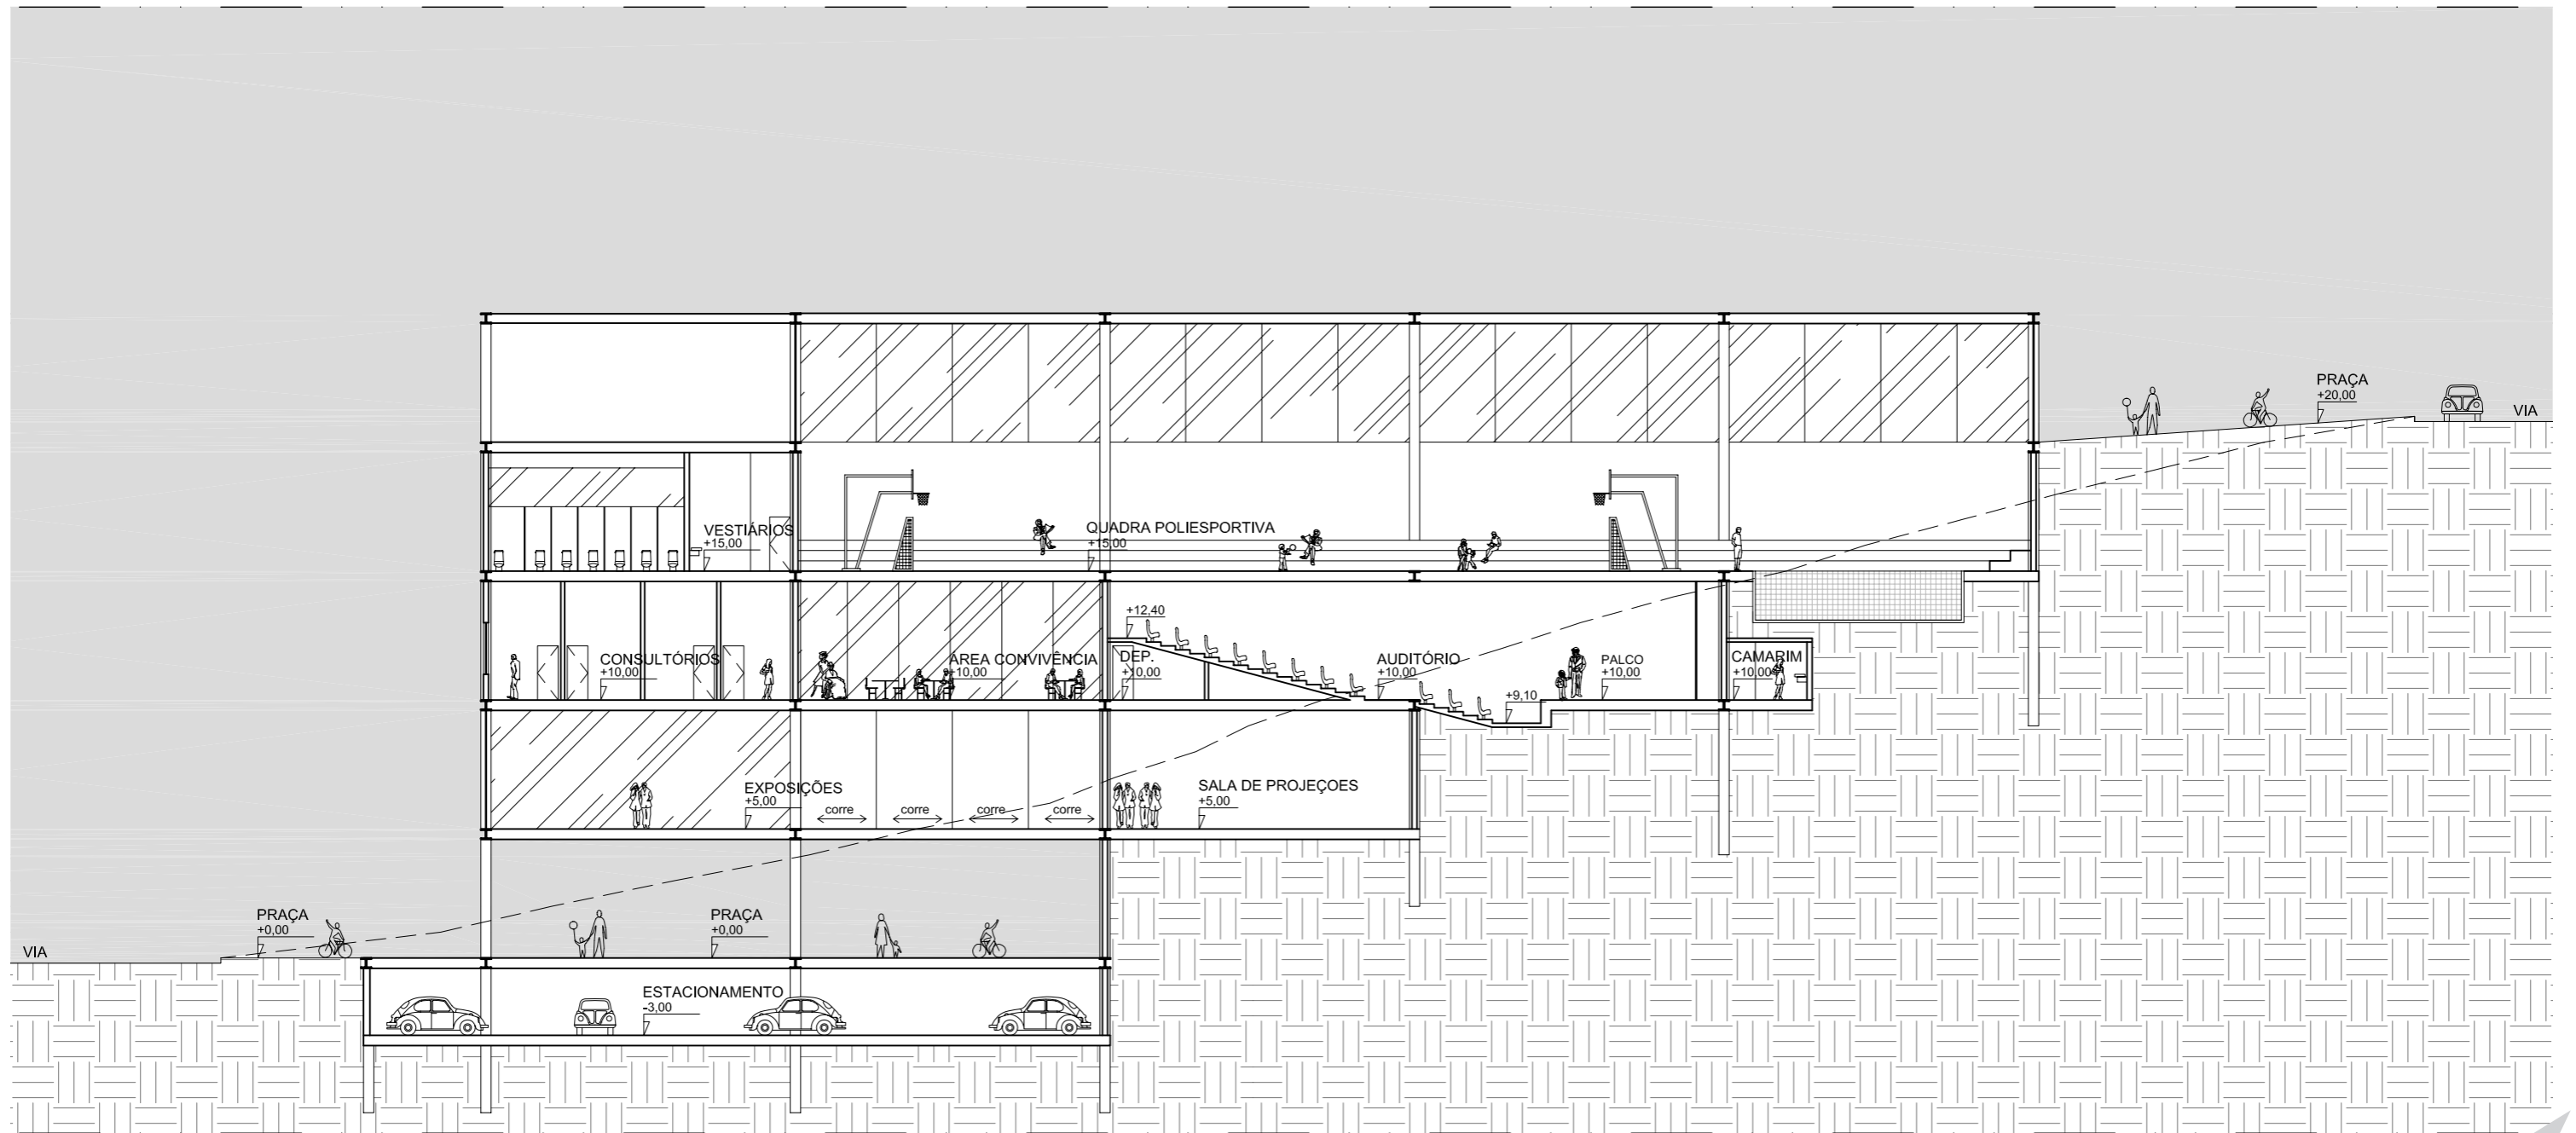 PRAÇA
+20,00
VIA
VESTIÁRIOS
+15,00
QUADRA POLIESPORTIVA
+15,00
+12,40
CONSULTÓRIOS
+10,00
ÁREA CONVIVÊNCIA
+10,00
DEP.
+10,00
AUDITÓRIO
+10,00
PALCO
+10,00
CAMARIM
+10,00
+9,10
EXPOSIÇÕES
+5,00
corre
corre
corre
corre
SALA DE PROJEÇOES
+5,00
VIA
PRAÇA
+0,00
PRAÇA
+0,00
ESTACIONAMENTO
-3,00